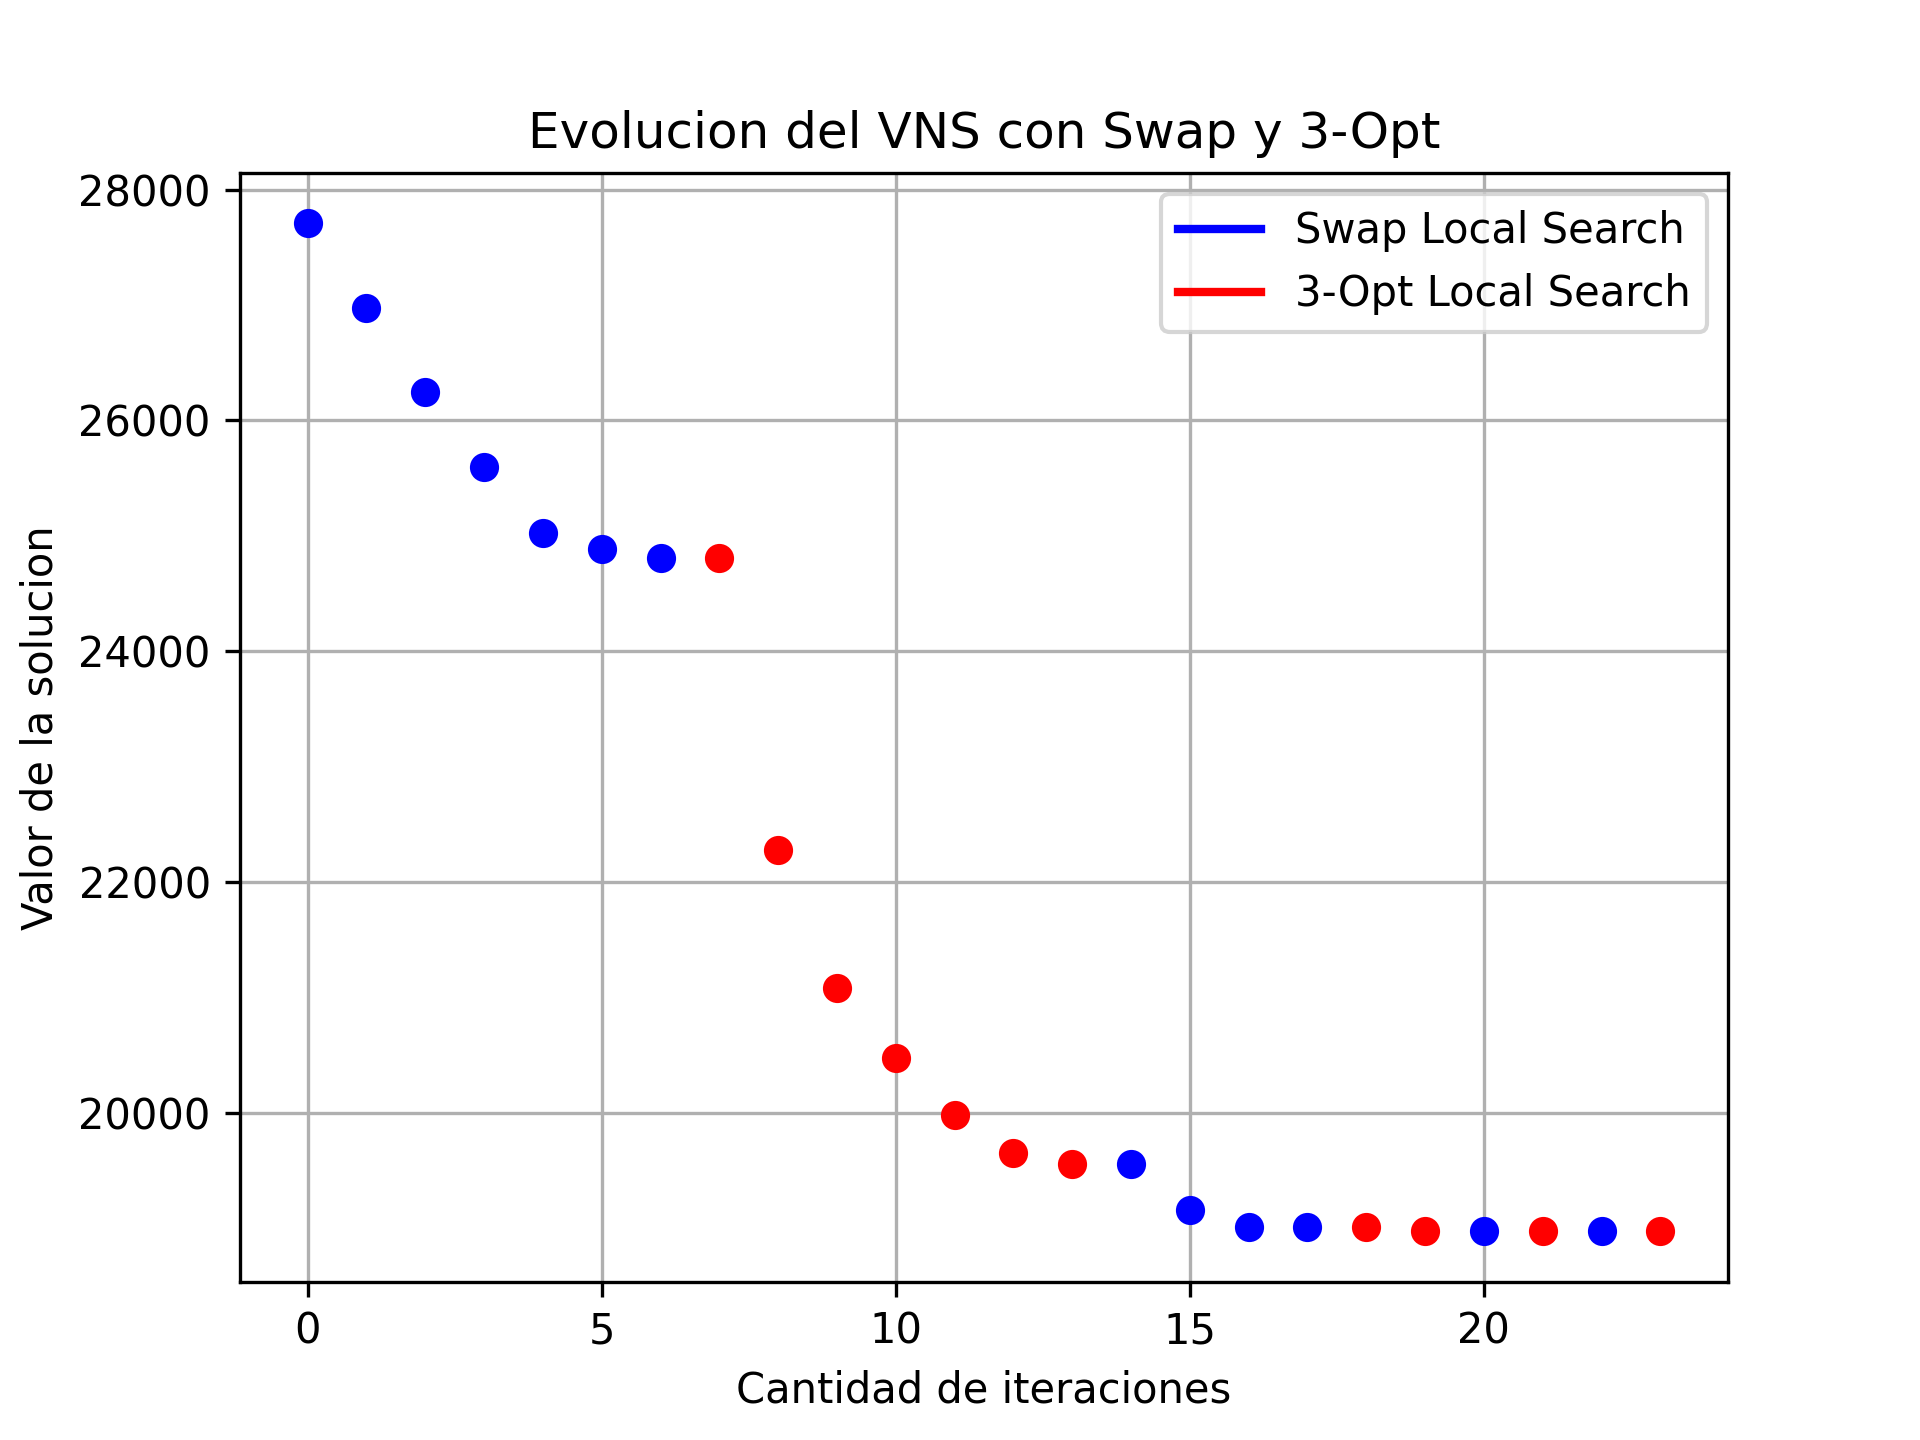 Evolucion del VNS con Swap y 3-Opt
28000
26000
24000
22000
20000
Valor de la solucion
Swap Local Search
3-Opt Local Search
0 5 10 15 20
Cantidad de iteraciones